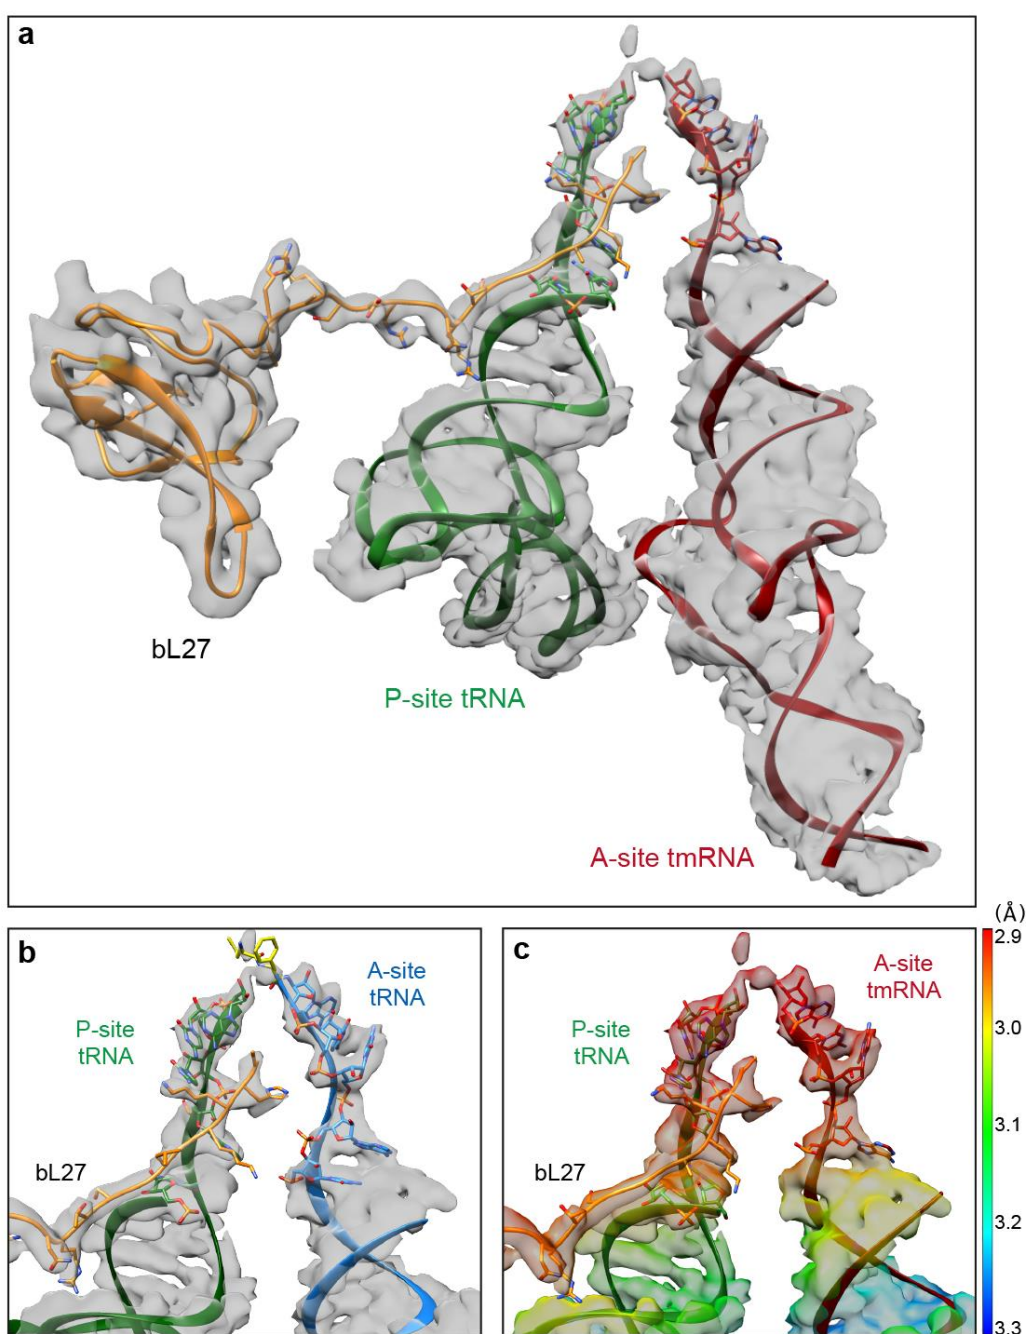 a
bL27
P-site tRNA
A-site tmRNA
b
P-site
tRNA
A-site
tRNA
bL27
c
P-site
tRNA
A-site
tmRNA
bL27
(Å)
2.9
3.0
3.1
3.2
3.3